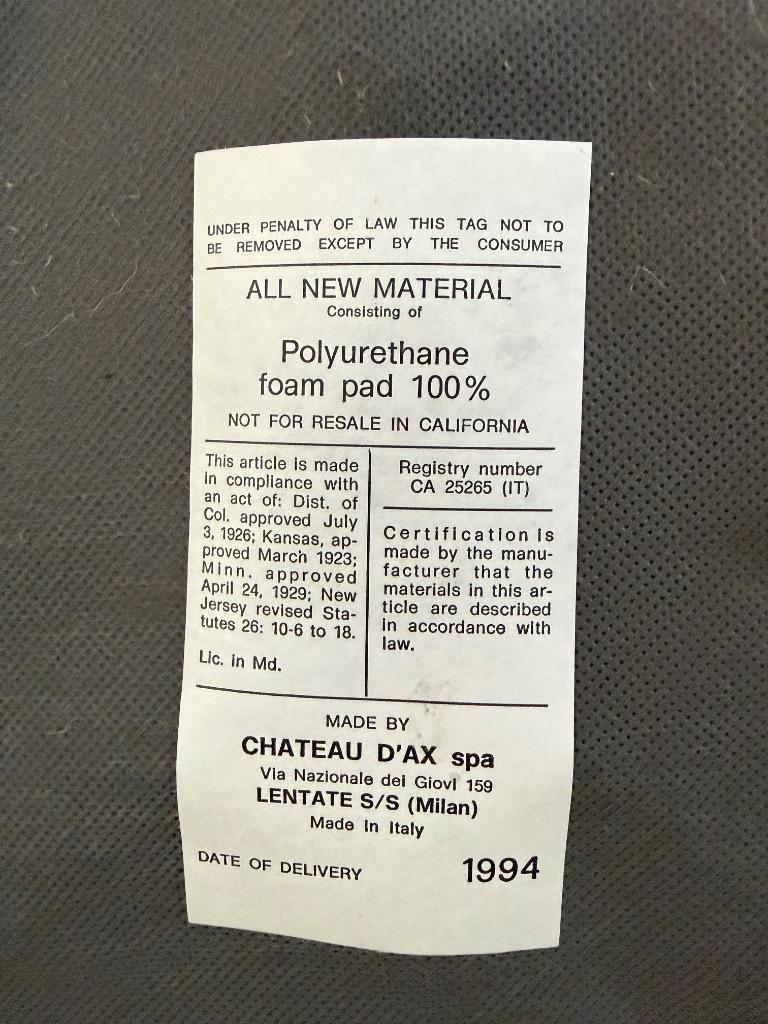 UNDER PENALTY OF LAW THIS TAG NOT TO
BE REMOVED EXCEPT BY THE CONSUMER
ALL NEW MATERIAL
Consisting of
Polyurethane
foam pad 100%
NOT FOR RESALE IN CALIFORNIA
This article is made
in compliance with
an act of: Dist. of
Col. approved July
3, 1926; Kansas, ap-
proved March 1923;
Minn. approved
April 24, 1929; New
Jersey revised Sta-
tutes 26: 10-6 to 18.
Lic. in Md.
Registry number
CA 25265 (IT)
Certification is
made by the manu-
facturer that the
materials in this ar-
ticle are described
in accordance with
law.
MADE BY
CHATEAU D'AX spa
Via Nazionale dei Giovi 159
LENTATE S/S (Milan)
Made in Italy
DATE OF DELIVERY 1994